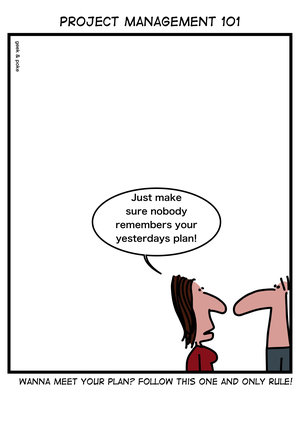 PROJECT MANAGEMENT 101
geek & poke
Just make
sure nobody
remembers your
yesterdays plan!
WANNA MEET YOUR PLAN? FOLLOW THIS ONE AND ONLY RULE!